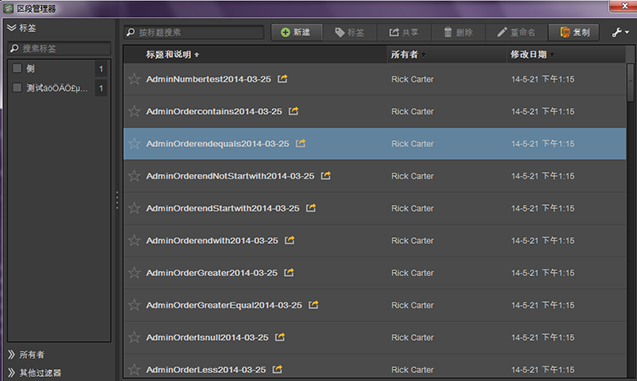 区段管理器
标签
搜索标签
侧 1
测试äöÖÄÖ£µ... 1
所有者
其他过滤器
按标题搜索
新建 标签 共享 删除 重命名 复制
标题和说明 所有者 修改日期
AdminNumbertest2014-03-25 Rick Carter 14-5-21 下午1:15
AdminOrdercontains2014-03-25 Rick Carter 14-5-21 下午1:15
AdminOrderendequals2014-03-25 Rick Carter 14-5-21 下午1:15
AdminOrderendNotStartwith2014-03-25 Rick Carter 14-5-21 下午1:15
AdminOrderendStartwith2014-03-25 Rick Carter 14-5-21 下午1:15
AdminOrderendwith2014-03-25 Rick Carter 14-5-21 下午1:15
AdminOrderGreater2014-03-25 Rick Carter 14-5-21 下午1:15
AdminOrderGreaterEqual2014-03-25 Rick Carter 14-5-21 下午1:15
AdminOrderIsnull2014-03-25 Rick Carter 14-5-21 下午1:15
AdminOrderLess2014-03-25 Rick Carter 14-5-21 下午1:15